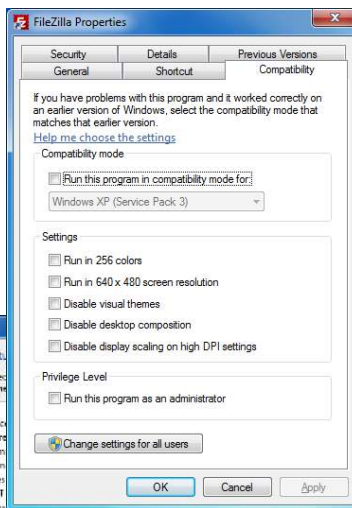 FileZilla Properties
Security Details Previous Versions
General Shortcut Compatibility
If you have problems with this program and it worked correctly on
an earlier version of Windows, select the compatibility mode that
matches that earlier version.
Help me choose the settings
Compatibility mode
Run this program in compatibility mode for:
Windows XP (Service Pack 3)
Settings
Run in 256 colors
Run in 640 x 480 screen resolution
Disable visual themes
Disable desktop composition
Disable display scaling on high DPI settings
Privilege Level
Run this program as an administrator
Change settings for all users
OK Cancel Apply